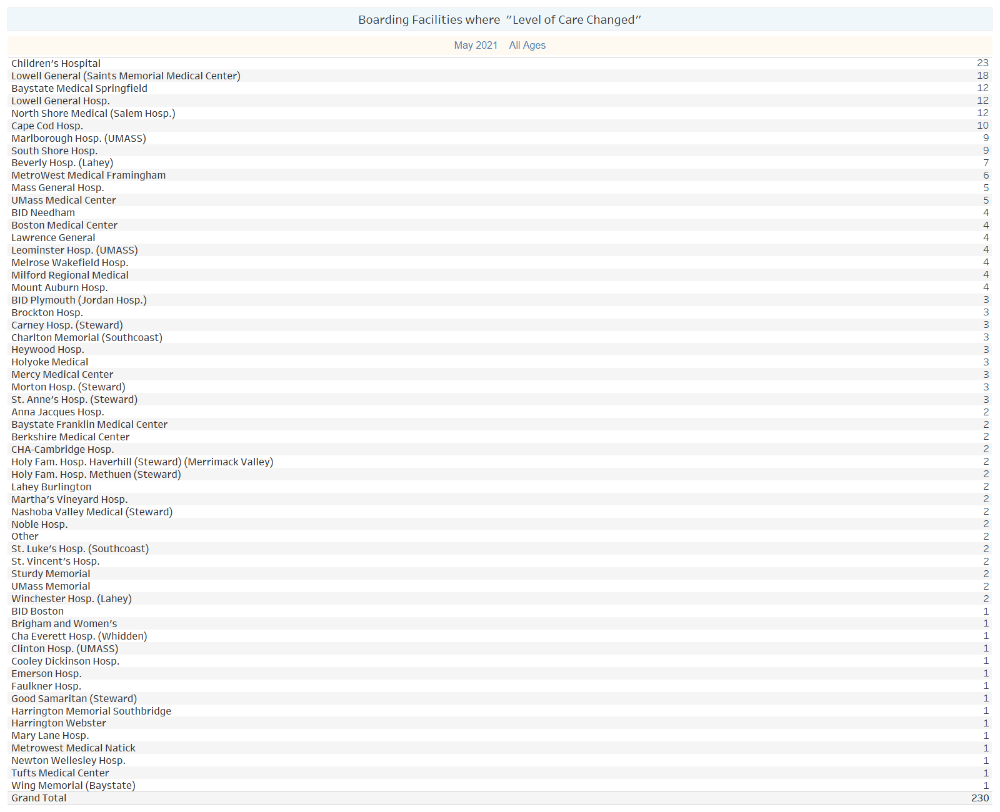 Boarding Facilities where "Level of Care Changed"
May 2021 All Ages
Children's Hospital 23
Lowell General (Saints Memorial Medical Center) 18
Baystate Medical Springfield 12
Lowell General Hosp. 12
North Shore Medical (Salem Hosp.) 12
Cape Cod Hosp. 10
Marlborough Hosp. (UMASS) 9
South Shore Hosp. 9
Beverly Hosp. (Lahey) 7
MetroWest Medical Framingham 6
Mass General Hosp. 5
UMass Medical Center 5
BID Needham 4
Boston Medical Center 4
Lawrence General 4
Leominster Hosp. (UMASS) 4
Melrose Wakefield Hosp. 4
Milford Regional Medical 4
Mount Auburn Hosp. 4
BID Plymouth (Jordan Hosp.) 3
Brockton Hosp. 3
Carney Hosp. (Steward) 3
Charlton Memorial (Southcoast) 3
Heywood Hosp. 3
Holyoke Medical 3
Mercy Medical Center 3
Morton Hosp. (Steward) 3
St. Anne's Hosp. (Steward) 3
Anna Jacques Hosp. 2
Baystate Franklin Medical Center 2
Berkshire Medical Center 2
CHA-Cambridge Hosp. 2
Holy Fam. Hosp. Haverhill (Steward) (Merrimack Valley) 2
Holy Fam. Hosp. Methuen (Steward) 2
Lahey Burlington 2
Martha's Vineyard Hosp. 2
Nashoba Valley Medical (Steward) 2
Noble Hosp. 2
Other 2
St. Luke's Hosp. (Southcoast) 2
St. Vincent's Hosp. 2
Sturdy Memorial 2
UMass Memorial 2
Winchester Hosp. (Lahey) 2
BID Boston 1
Brigham and Women's 1
Cha Everett Hosp. (Whidden) 1
Clinton Hosp. (UMASS) 1
Cooley Dickinson Hosp. 1
Emerson Hosp. 1
Faulkner Hosp. 1
Good Samaritan (Steward) 1
Harrington Memorial Southbridge 1
Harrington Webster 1
Mary Lane Hosp. 1
Metrowest Medical Natick 1
Newton Wellesley Hosp. 1
Tufts Medical Center 1
Wing Memorial (Baystate) 1
Grand Total 230